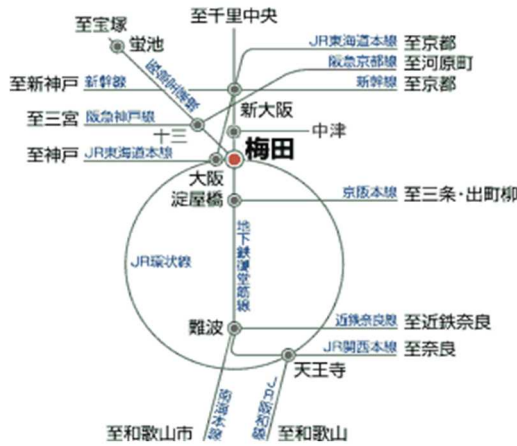 至千里中央
至宝塚
蛍池
JR東海道本線 至京都
阪急京都線 至河原町
至新神戸 新幹線
新幹線 至京都
阪急宝塚線
新大阪
至三宮 阪急神戸線
十三
中津
梅田
至神戸 JR東海道本線
大阪
淀屋橋
京阪本線 至三条・出町柳
地下鉄御堂筋線
JR環状線
難波
近鉄奈良線 至近鉄奈良
JR関西本線 至奈良
天王寺
南海本線
JR阪和線
至和歌山市
至和歌山